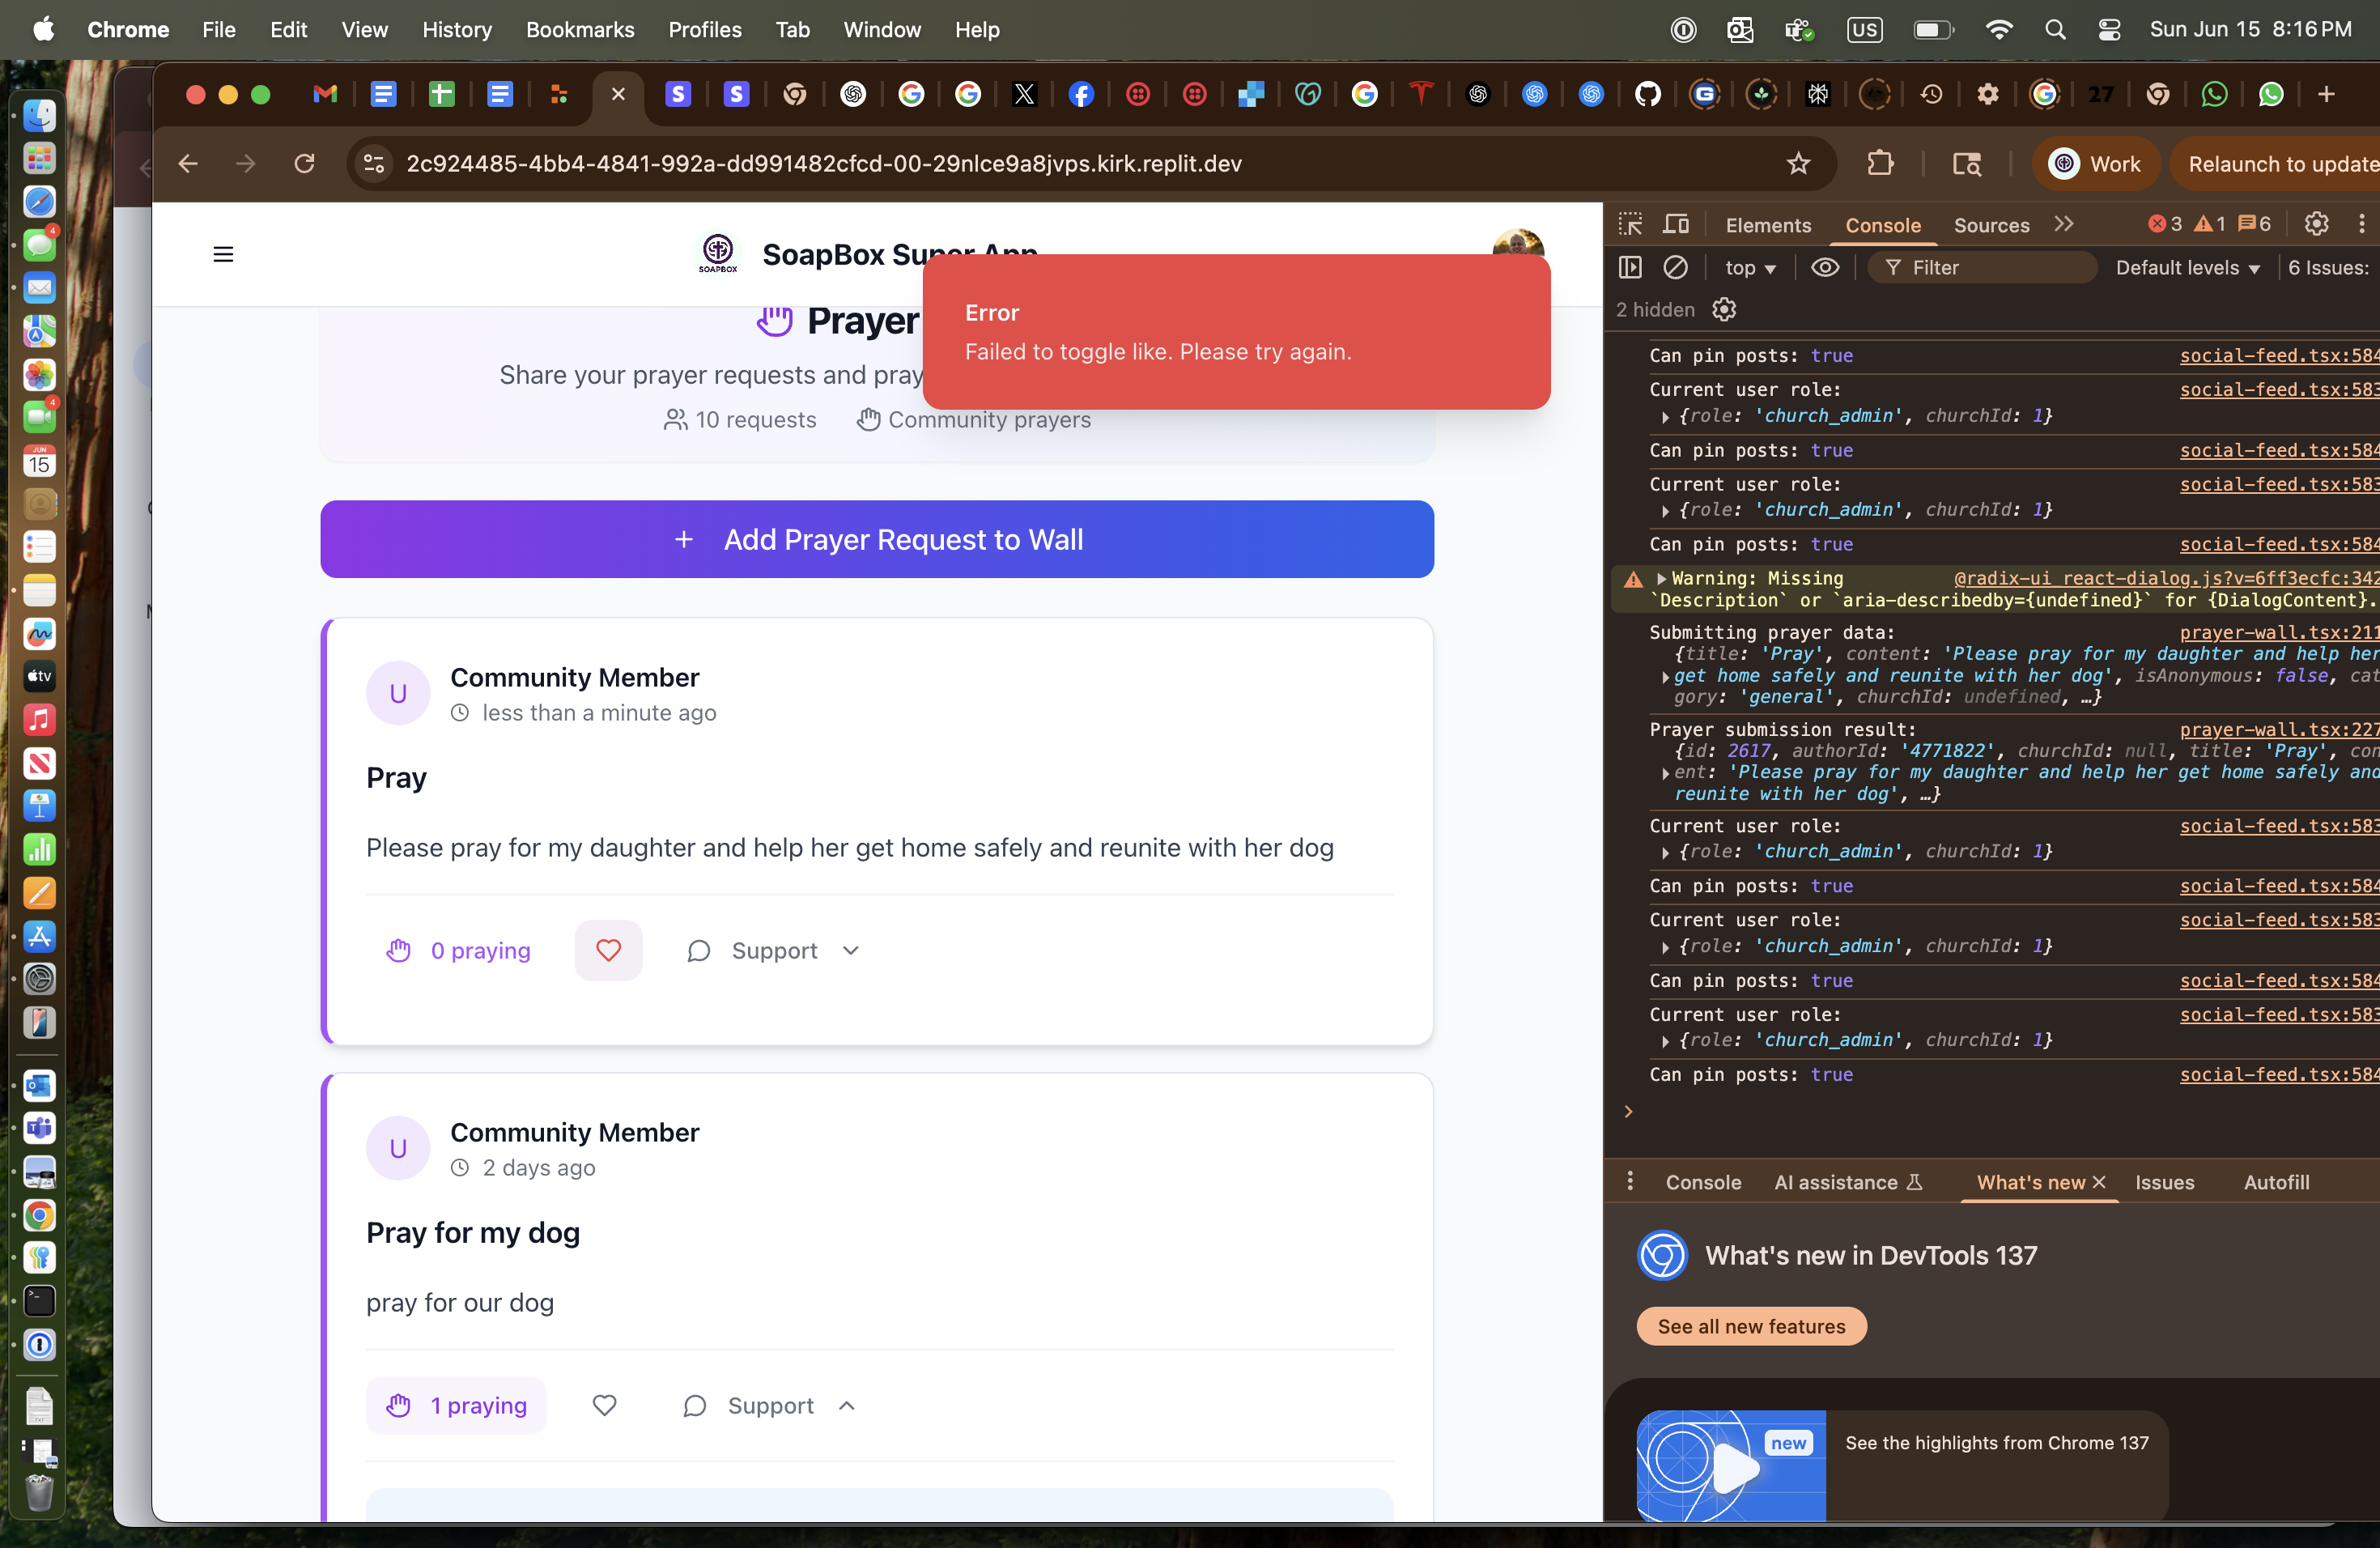 Chrome File Edit View History Bookmarks Profiles Tab Window Help US Sun Jun 15 8:16 PM
27
2c924485-4bb4-4841-992a-dd991482cfcd-00-29nlce9a8jvps.kirk.replit.dev Work Relaunch to update
SOAPBOX
SoapBox Super App
Error
Failed to toggle like. Please try again.
Prayer
Share your prayer requests and pray
10 requests Community prayers
+ Add Prayer Request to Wall
U
Community Member
less than a minute ago
Pray
Please pray for my daughter and help her get home safely and reunite with her dog
0 praying Support
U
Community Member
2 days ago
Pray for my dog
pray for our dog
1 praying Support
Elements Console Sources 3 1 6
top Filter Default levels 6 Issues:
2 hidden
Can pin posts: true social-feed.tsx:584
Current user role: social-feed.tsx:583
{role: 'church_admin', churchId: 1}
Can pin posts: true social-feed.tsx:584
Current user role: social-feed.tsx:583
{role: 'church_admin', churchId: 1}
Can pin posts: true social-feed.tsx:584
Warning: Missing @radix-ui_react-dialog.js?v=6ff3ecfc:342
`Description` or `aria-describedby={undefined}` for {DialogContent}.
Submitting prayer data: prayer-wall.tsx:211
{title: 'Pray', content: 'Please pray for my daughter and help her
get home safely and reunite with her dog', isAnonymous: false, cat
gory: 'general', churchId: undefined, …}
Prayer submission result: prayer-wall.tsx:227
{id: 2617, authorId: '4771822', churchId: null, title: 'Pray', con
ent: 'Please pray for my daughter and help her get home safely and
reunite with her dog', …}
Current user role: social-feed.tsx:583
{role: 'church_admin', churchId: 1}
Can pin posts: true social-feed.tsx:584
Current user role: social-feed.tsx:583
{role: 'church_admin', churchId: 1}
Can pin posts: true social-feed.tsx:584
Current user role: social-feed.tsx:583
{role: 'church_admin', churchId: 1}
Can pin posts: true social-feed.tsx:584
Console AI assistance What's new Issues Autofill
What's new in DevTools 137
See all new features
new
See the highlights from Chrome 137
4
4
JUN
15
tv